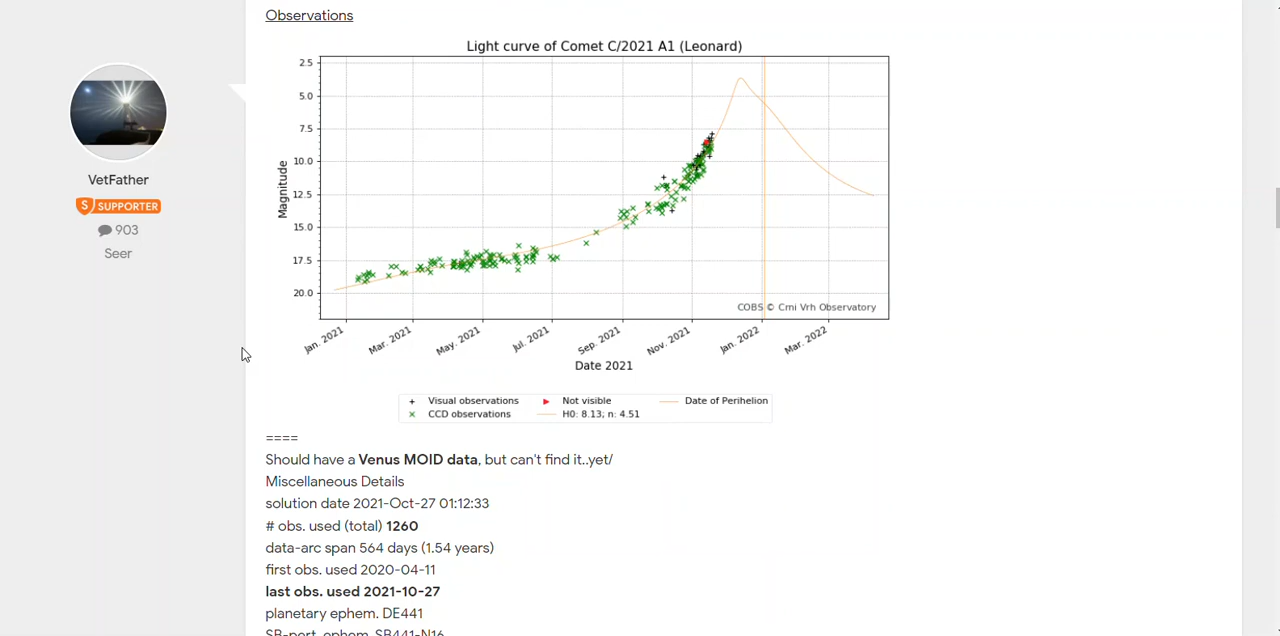 Observations
Light curve of Comet C/2021 A1 (Leonard)
2.5
5.0
7.5
10.0
12.5
15.0
17.5
20.0
Magnitude
COBS © Crni Vrh Observatory
Jan. 2021
Mar. 2021
May. 2021
Jul. 2021
Sep. 2021
Nov. 2021
Jan. 2022
Mar. 2022
Date 2021
Visual observations
Not visible
Date of Perihelion
CCD observations
H0: 8.13; n: 4.51
VetFather
S SUPPORTER
903
Seer
====
Should have a Venus MOID data, but can't find it..yet/
Miscellaneous Details
solution date 2021-Oct-27 01:12:33
# obs. used (total) 1260
data-arc span 564 days (1.54 years)
first obs. used 2020-04-11
last obs. used 2021-10-27
planetary ephem. DE441
SB-pert. ephem. SB441-N16